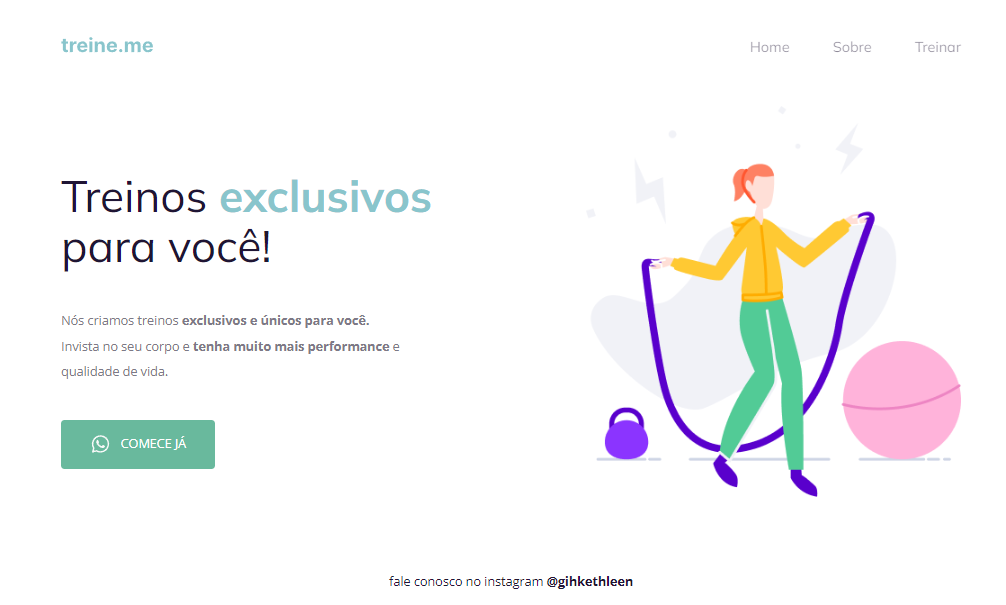 treine.me
Home Sobre Treinar
Treinos exclusivos
para você!
Nós criamos treinos exclusivos e únicos para você.
Invista no seu corpo e tenha muito mais performance e
qualidade de vida.
COMECE JÁ
fale conosco no instagram @gihkethleen